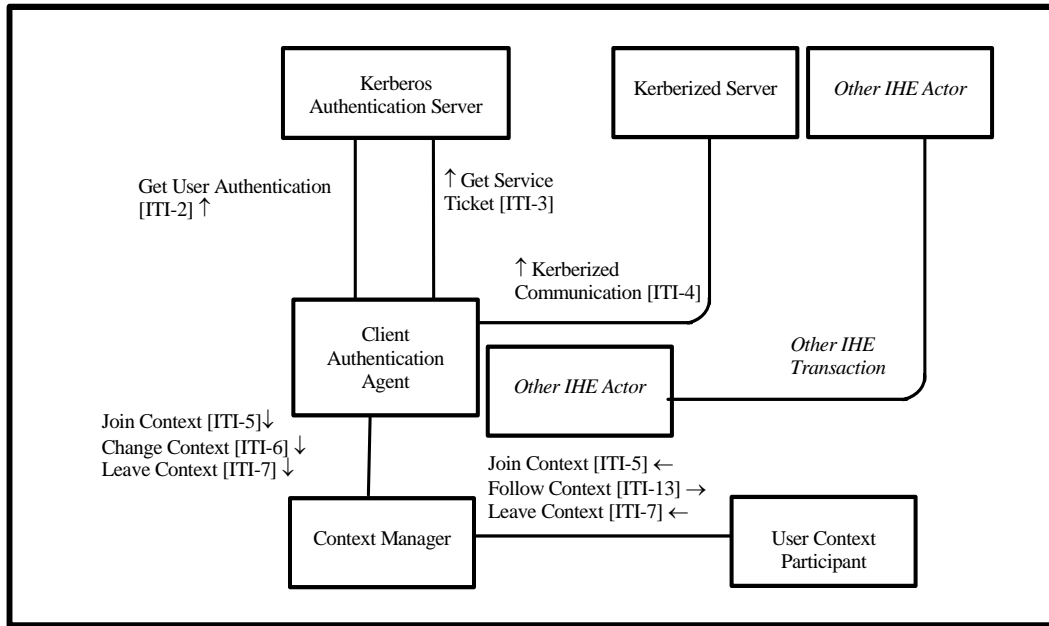 Kerberos
Authentication Server
Kerberized Server
Other IHE Actor
Get User Authentication
[ITI-2] ↑
↑ Get Service
Ticket [ITI-3]
↑ Kerberized
Communication [ITI-4]
Client
Authentication
Agent
Other IHE Actor
Other IHE
Transaction
Join Context [ITI-5]↓
Change Context [ITI-6] ↓
Leave Context [ITI-7] ↓
Join Context [ITI-5] ←
Follow Context [ITI-13] →
Leave Context [ITI-7] ←
Context Manager
User Context
Participant